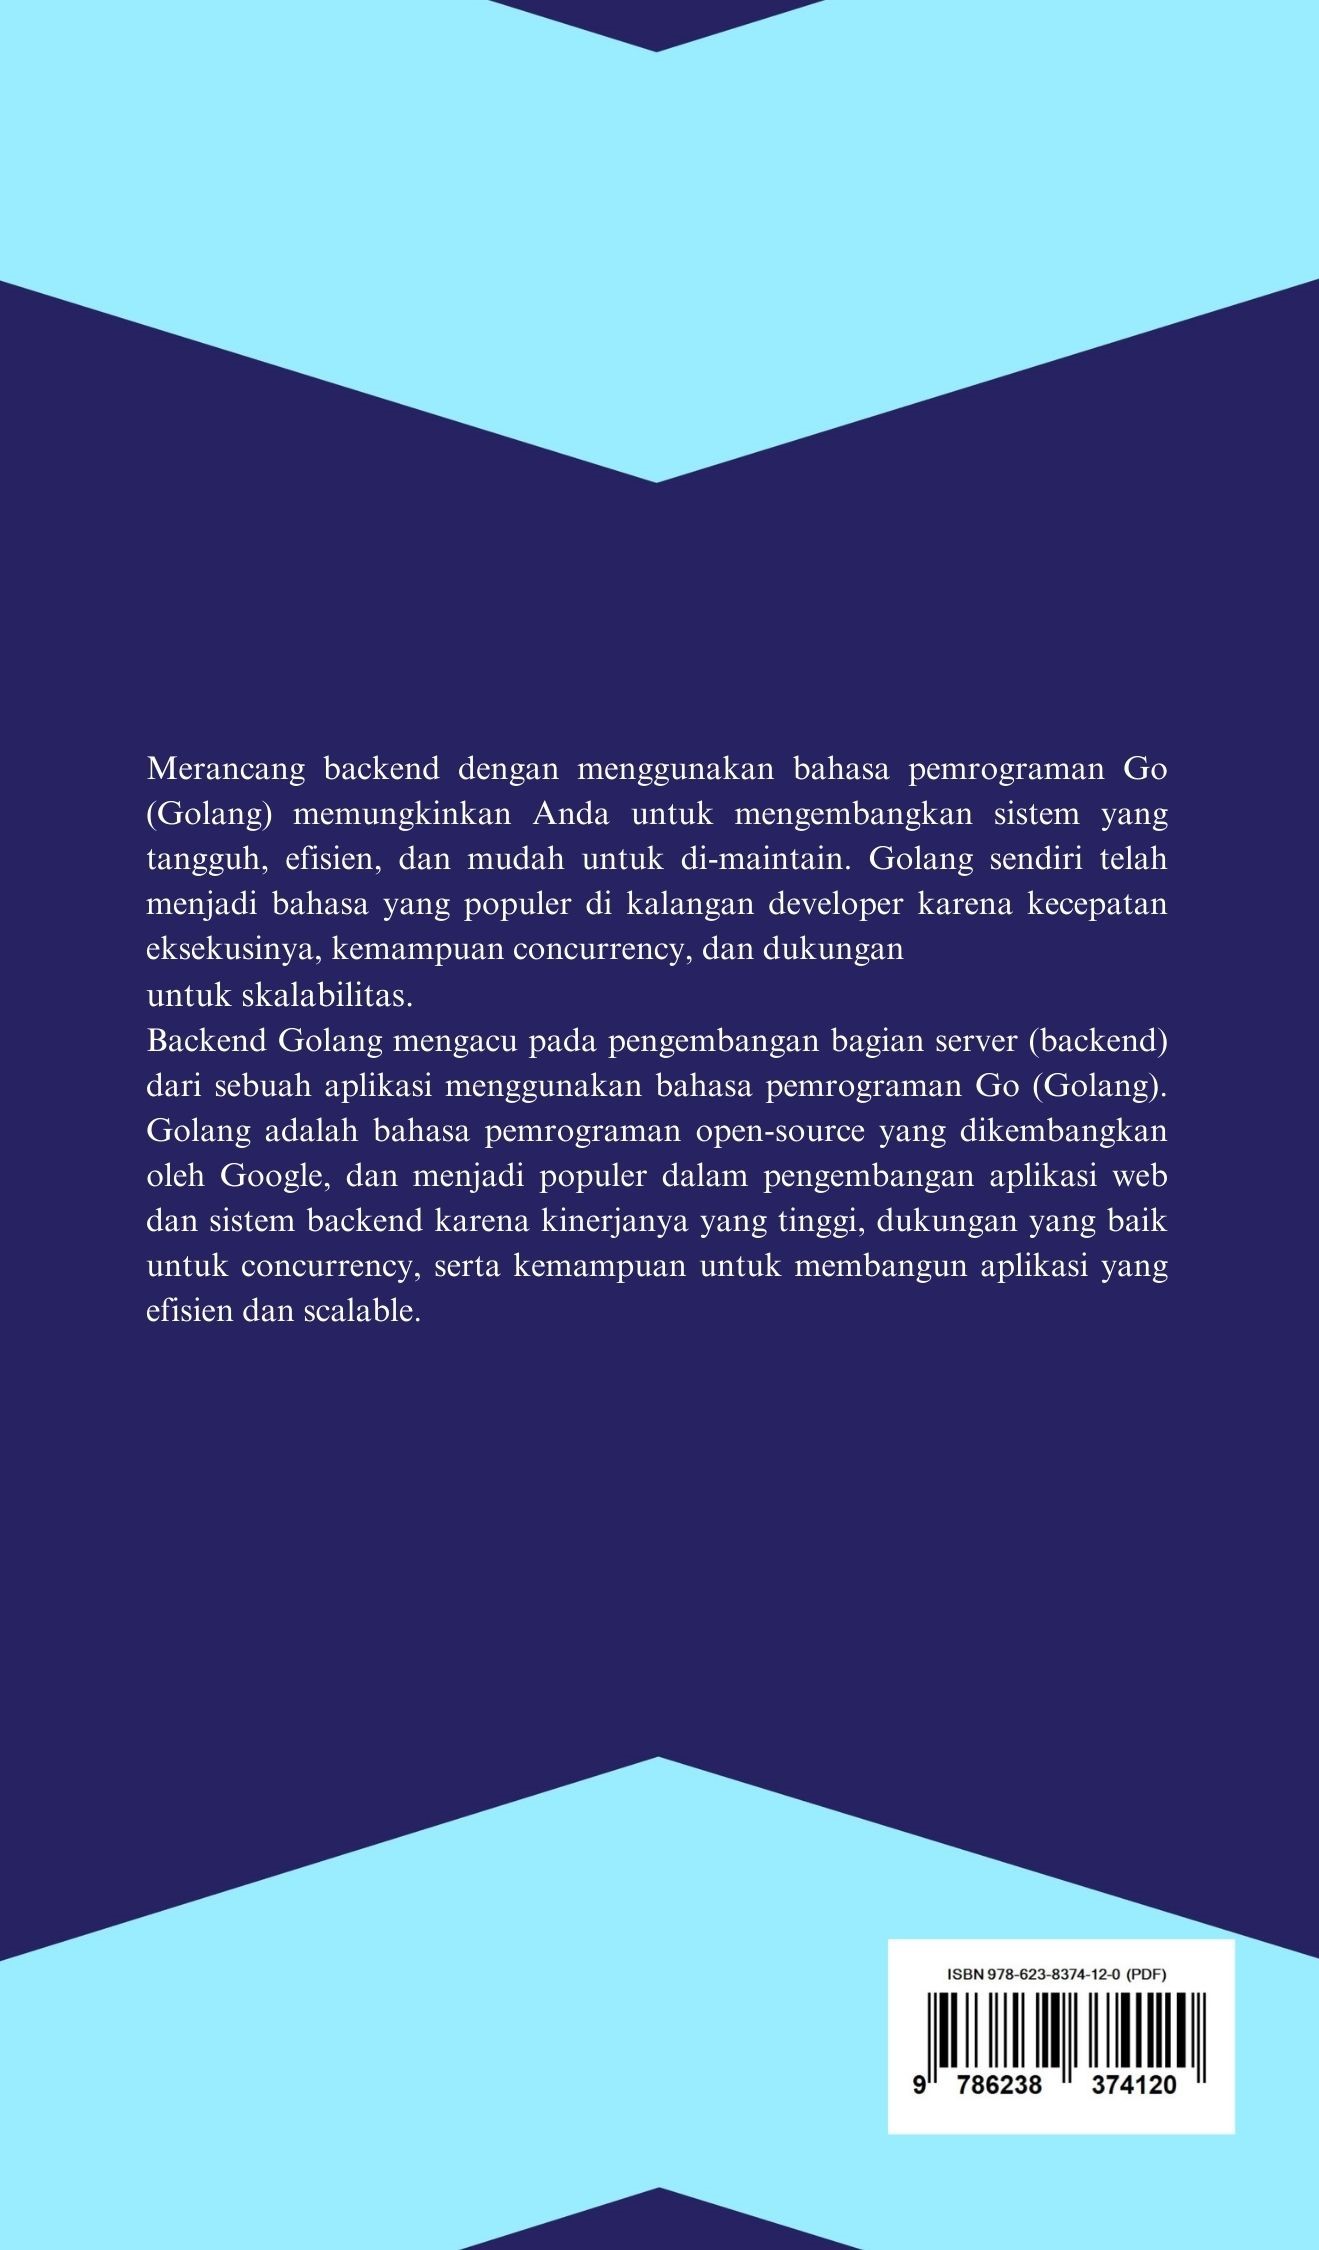 Merancang backend dengan menggunakan bahasa pemrograman Go
(Golang) memungkinkan Anda untuk mengembangkan sistem yang
tangguh, efisien, dan mudah untuk di-maintain. Golang sendiri telah
menjadi bahasa yang populer di kalangan developer karena kecepatan
eksekusinya, kemampuan concurrency, dan dukungan
untuk skalabilitas.
Backend Golang mengacu pada pengembangan bagian server (backend)
dari sebuah aplikasi menggunakan bahasa pemrograman Go (Golang).
Golang adalah bahasa pemrograman open-source yang dikembangkan
oleh Google, dan menjadi populer dalam pengembangan aplikasi web
dan sistem backend karena kinerjanya yang tinggi, dukungan yang baik
untuk concurrency, serta kemampuan untuk membangun aplikasi yang
efisien dan scalable.
ISBN 978-623-8374-12-0 (PDF)
9 786238 374120